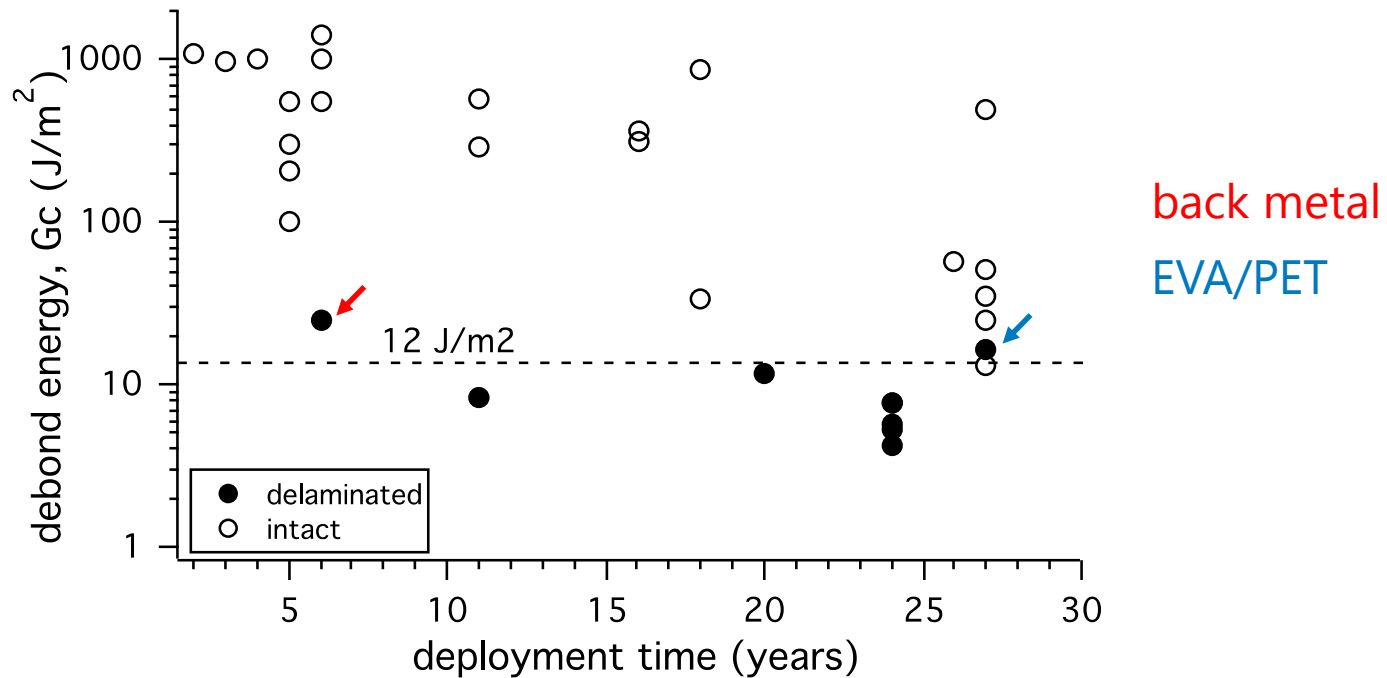 debond energy, Gc (J/m²)
1000
100
10
1
12 J/m2
delaminated
intact
5
10
15
20
25
30
deployment time (years)
back metal
EVA/PET